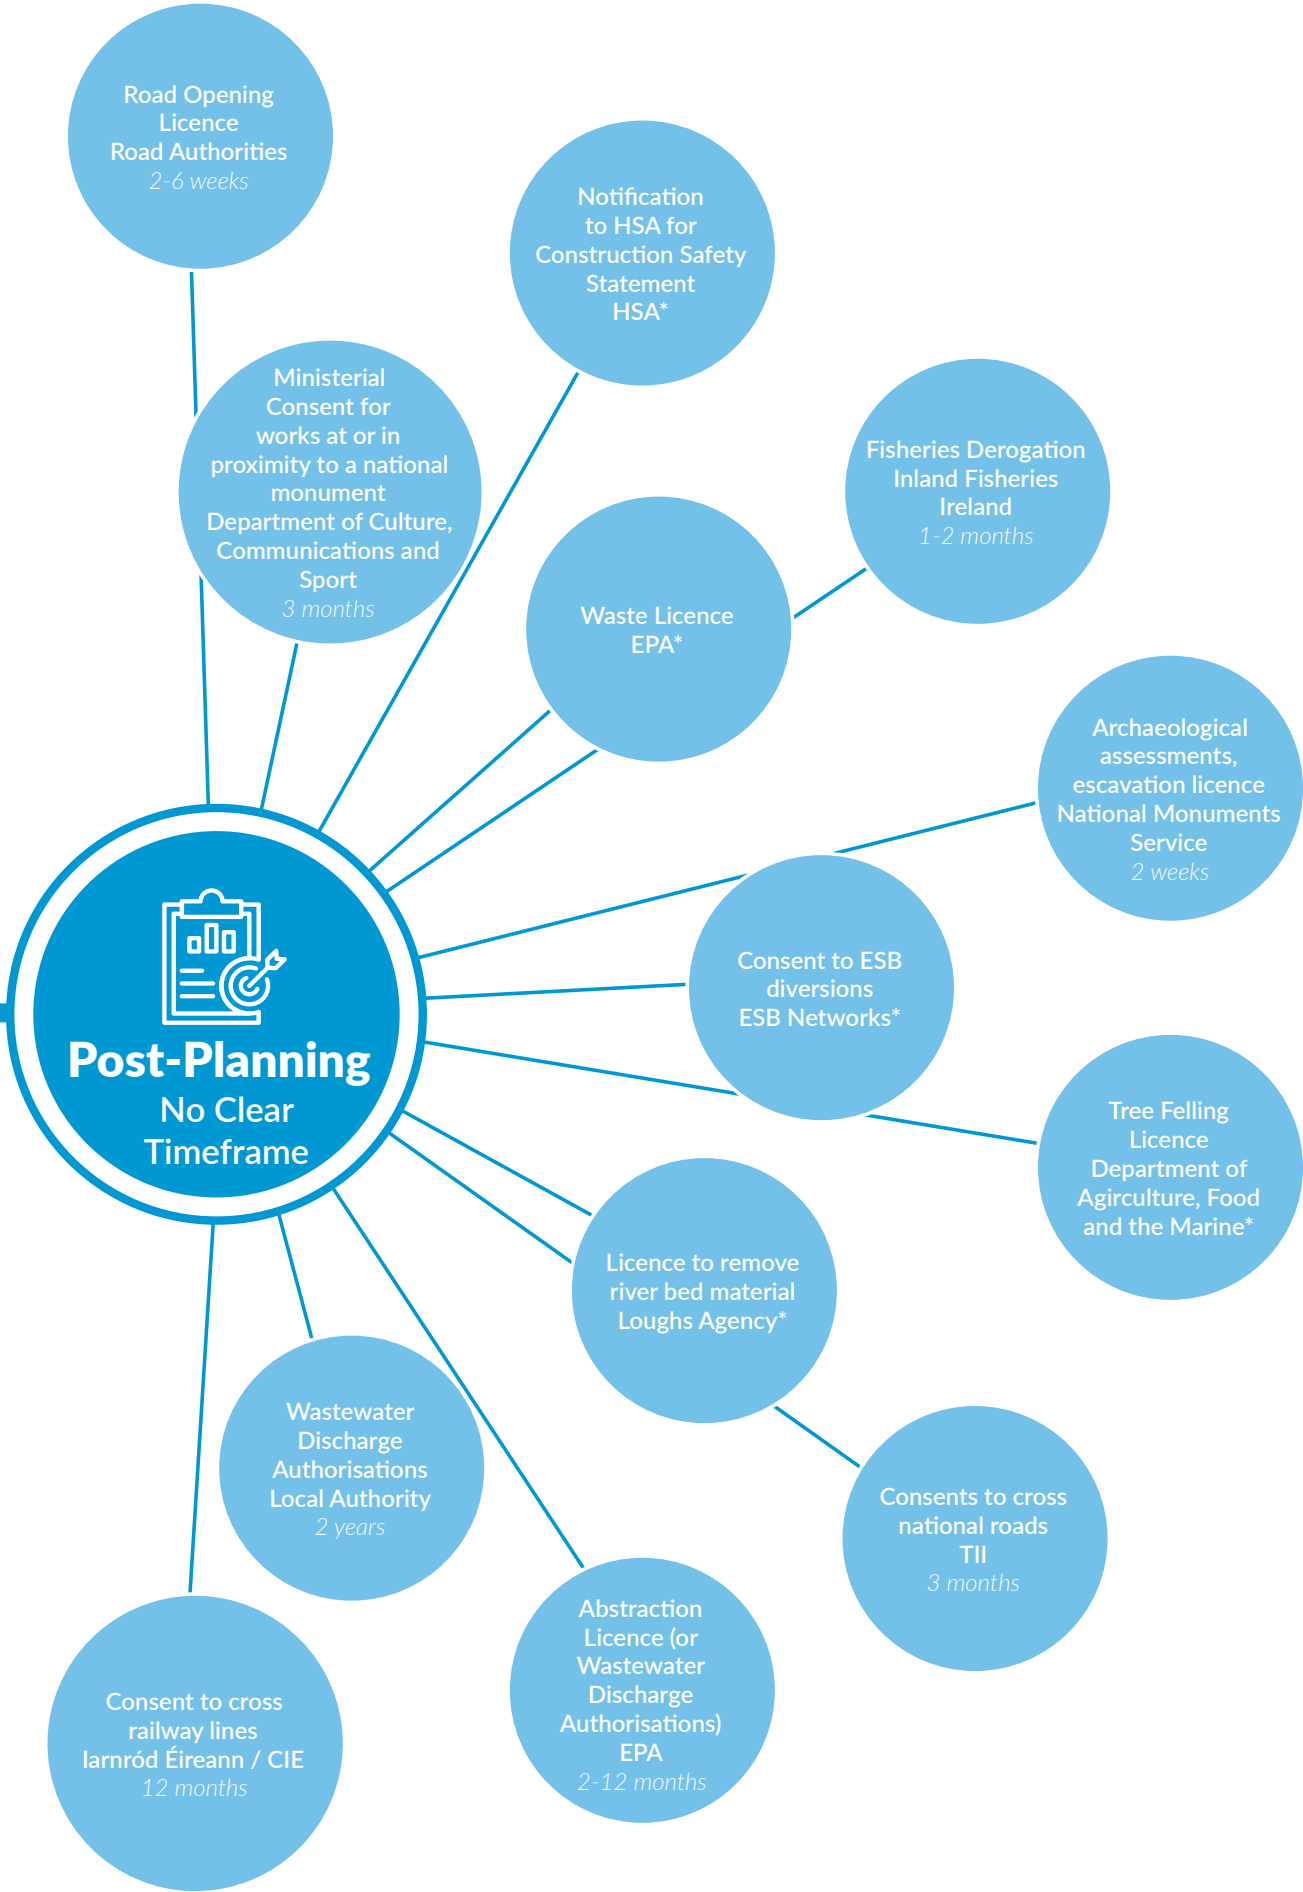 Road Opening
Licence
Road Authorities
2-6 weeks
Notification
to HSA for
Construction Safety
Statement
HSA*
Ministerial
Consent for
works at or in
proximity to a national
monument
Department of Culture,
Communications and
Sport
3 months
Fisheries Derogation
Inland Fisheries
Ireland
1-2 months
Waste Licence
EPA*
Archaeological
assessments,
escavation licence
National Monuments
Service
2 weeks
Consent to ESB
diversions
ESB Networks*
Post-Planning
No Clear
Timeframe
Tree Felling
Licence
Department of
Agirculture, Food
and the Marine*
Licence to remove
river bed material
Loughs Agency*
Wastewater
Discharge
Authorisations
Local Authority
2 years
Consents to cross
national roads
TII
3 months
Abstraction
Licence (or
Wastewater
Discharge
Authorisations)
EPA
2-12 months
Consent to cross
railway lines
Iarnród Éireann / CIE
12 months